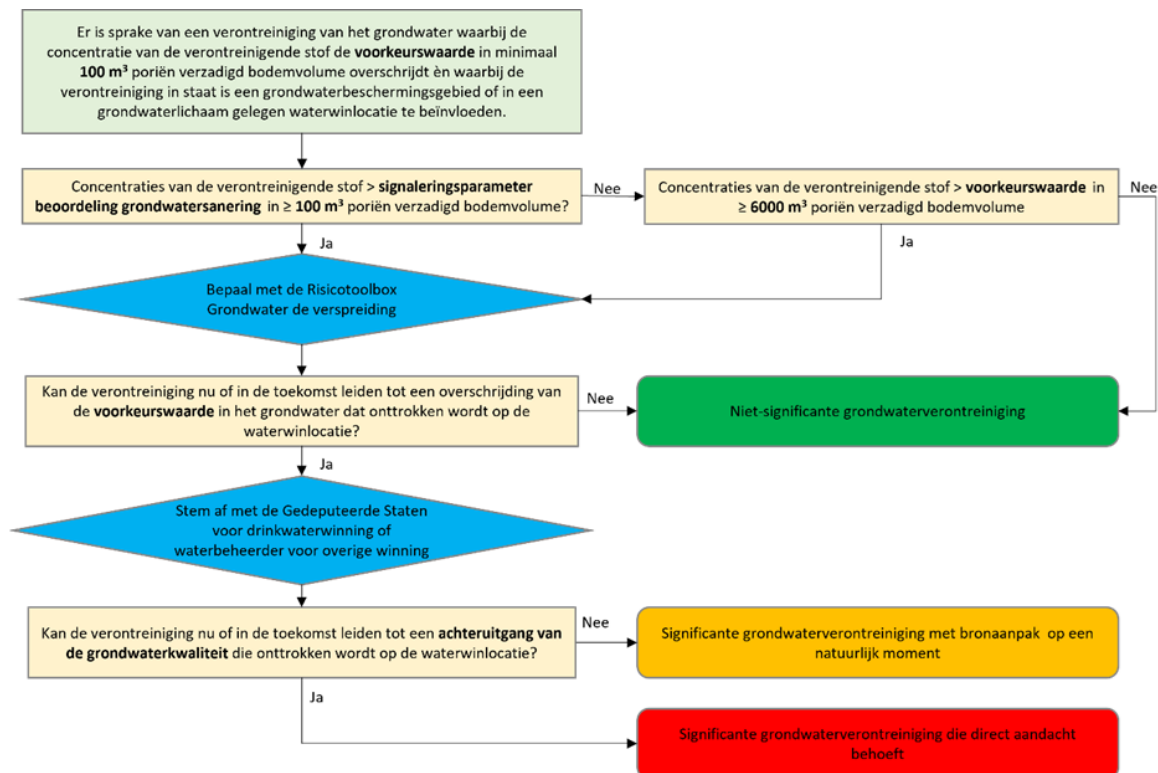 Er is sprake van een verontreiniging van het grondwater waarbij de
concentratie van de verontreinigende stof de voorkeurswaarde in minimaal
100 m³ poriën verzadigd bodemvolume overschrijdt èn waarbij de
verontreiniging in staat is een grondwaterbeschermingsgebied of in een
grondwaterlichaam gelegen waterwinlocatie te beïnvloeden.
Concentraties van de verontreinigende stof > signaleringsparameter
beoordeling grondwatersanering in ≥ 100 m³ poriën verzadigd bodemvolume?
Nee
Concentraties van de verontreinigende stof > voorkeurswaarde in
≥ 6000 m³ poriën verzadigd bodemvolume
Nee
Ja
Ja
Bepaal met de Risicotoolbox
Grondwater de verspreiding
Kan de verontreiniging nu of in de toekomst leiden tot een overschrijding van
de voorkeurswaarde in het grondwater dat onttrokken wordt op de
waterwinlocatie?
Nee
Niet-significante grondwaterverontreiniging
Ja
Stem af met de Gedeputeerde Staten
voor drinkwaterwinning of
waterbeheerder voor overige winning
Kan de verontreiniging nu of in de toekomst leiden tot een achteruitgang van
de grondwaterkwaliteit die onttrokken wordt op de waterwinlocatie?
Nee
Significante grondwaterverontreiniging met bronaanpak op een
natuurlijk moment
Ja
Significante grondwaterverontreiniging die direct aandacht
behoeft